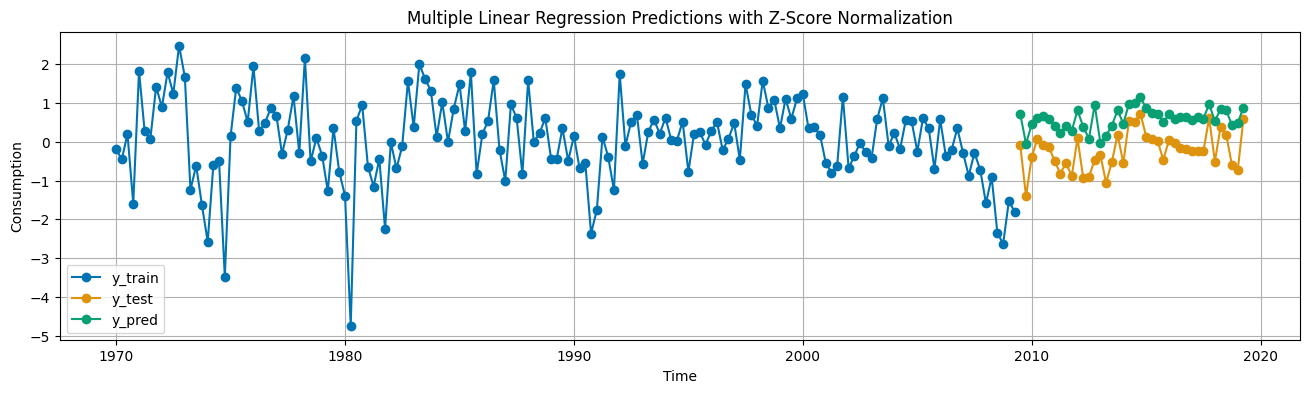 Multiple Linear Regression Predictions with Z-Score Normalization
Consumption
2
1
0
−1
−2
−3
−4
−5
y_train
y_test
y_pred
1970 1980 1990 2000 2010 2020
Time